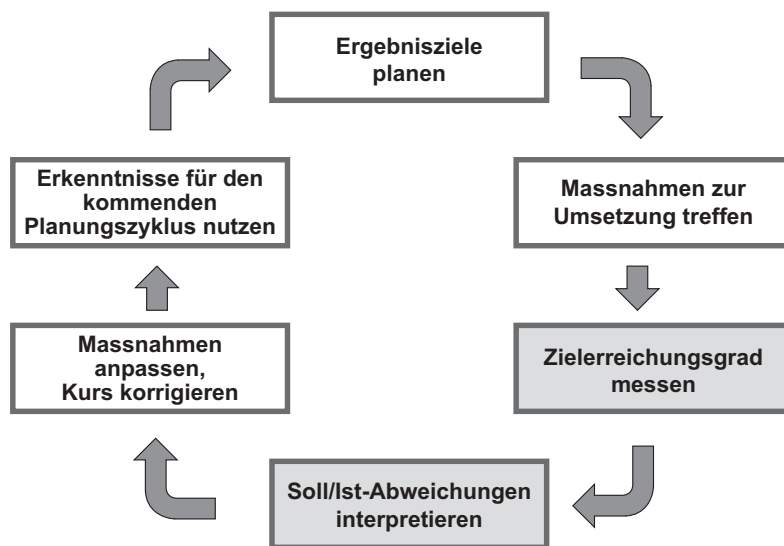 Ergebnisziele
planen
Massnahmen zur
Umsetzung treffen
Zielerreichungsgrad
messen
Soll/Ist-Abweichungen
interpretieren
Massnahmen
anpassen,
Kurs korrigieren
Erkenntnisse für den
kommenden
Planungszyklus nutzen